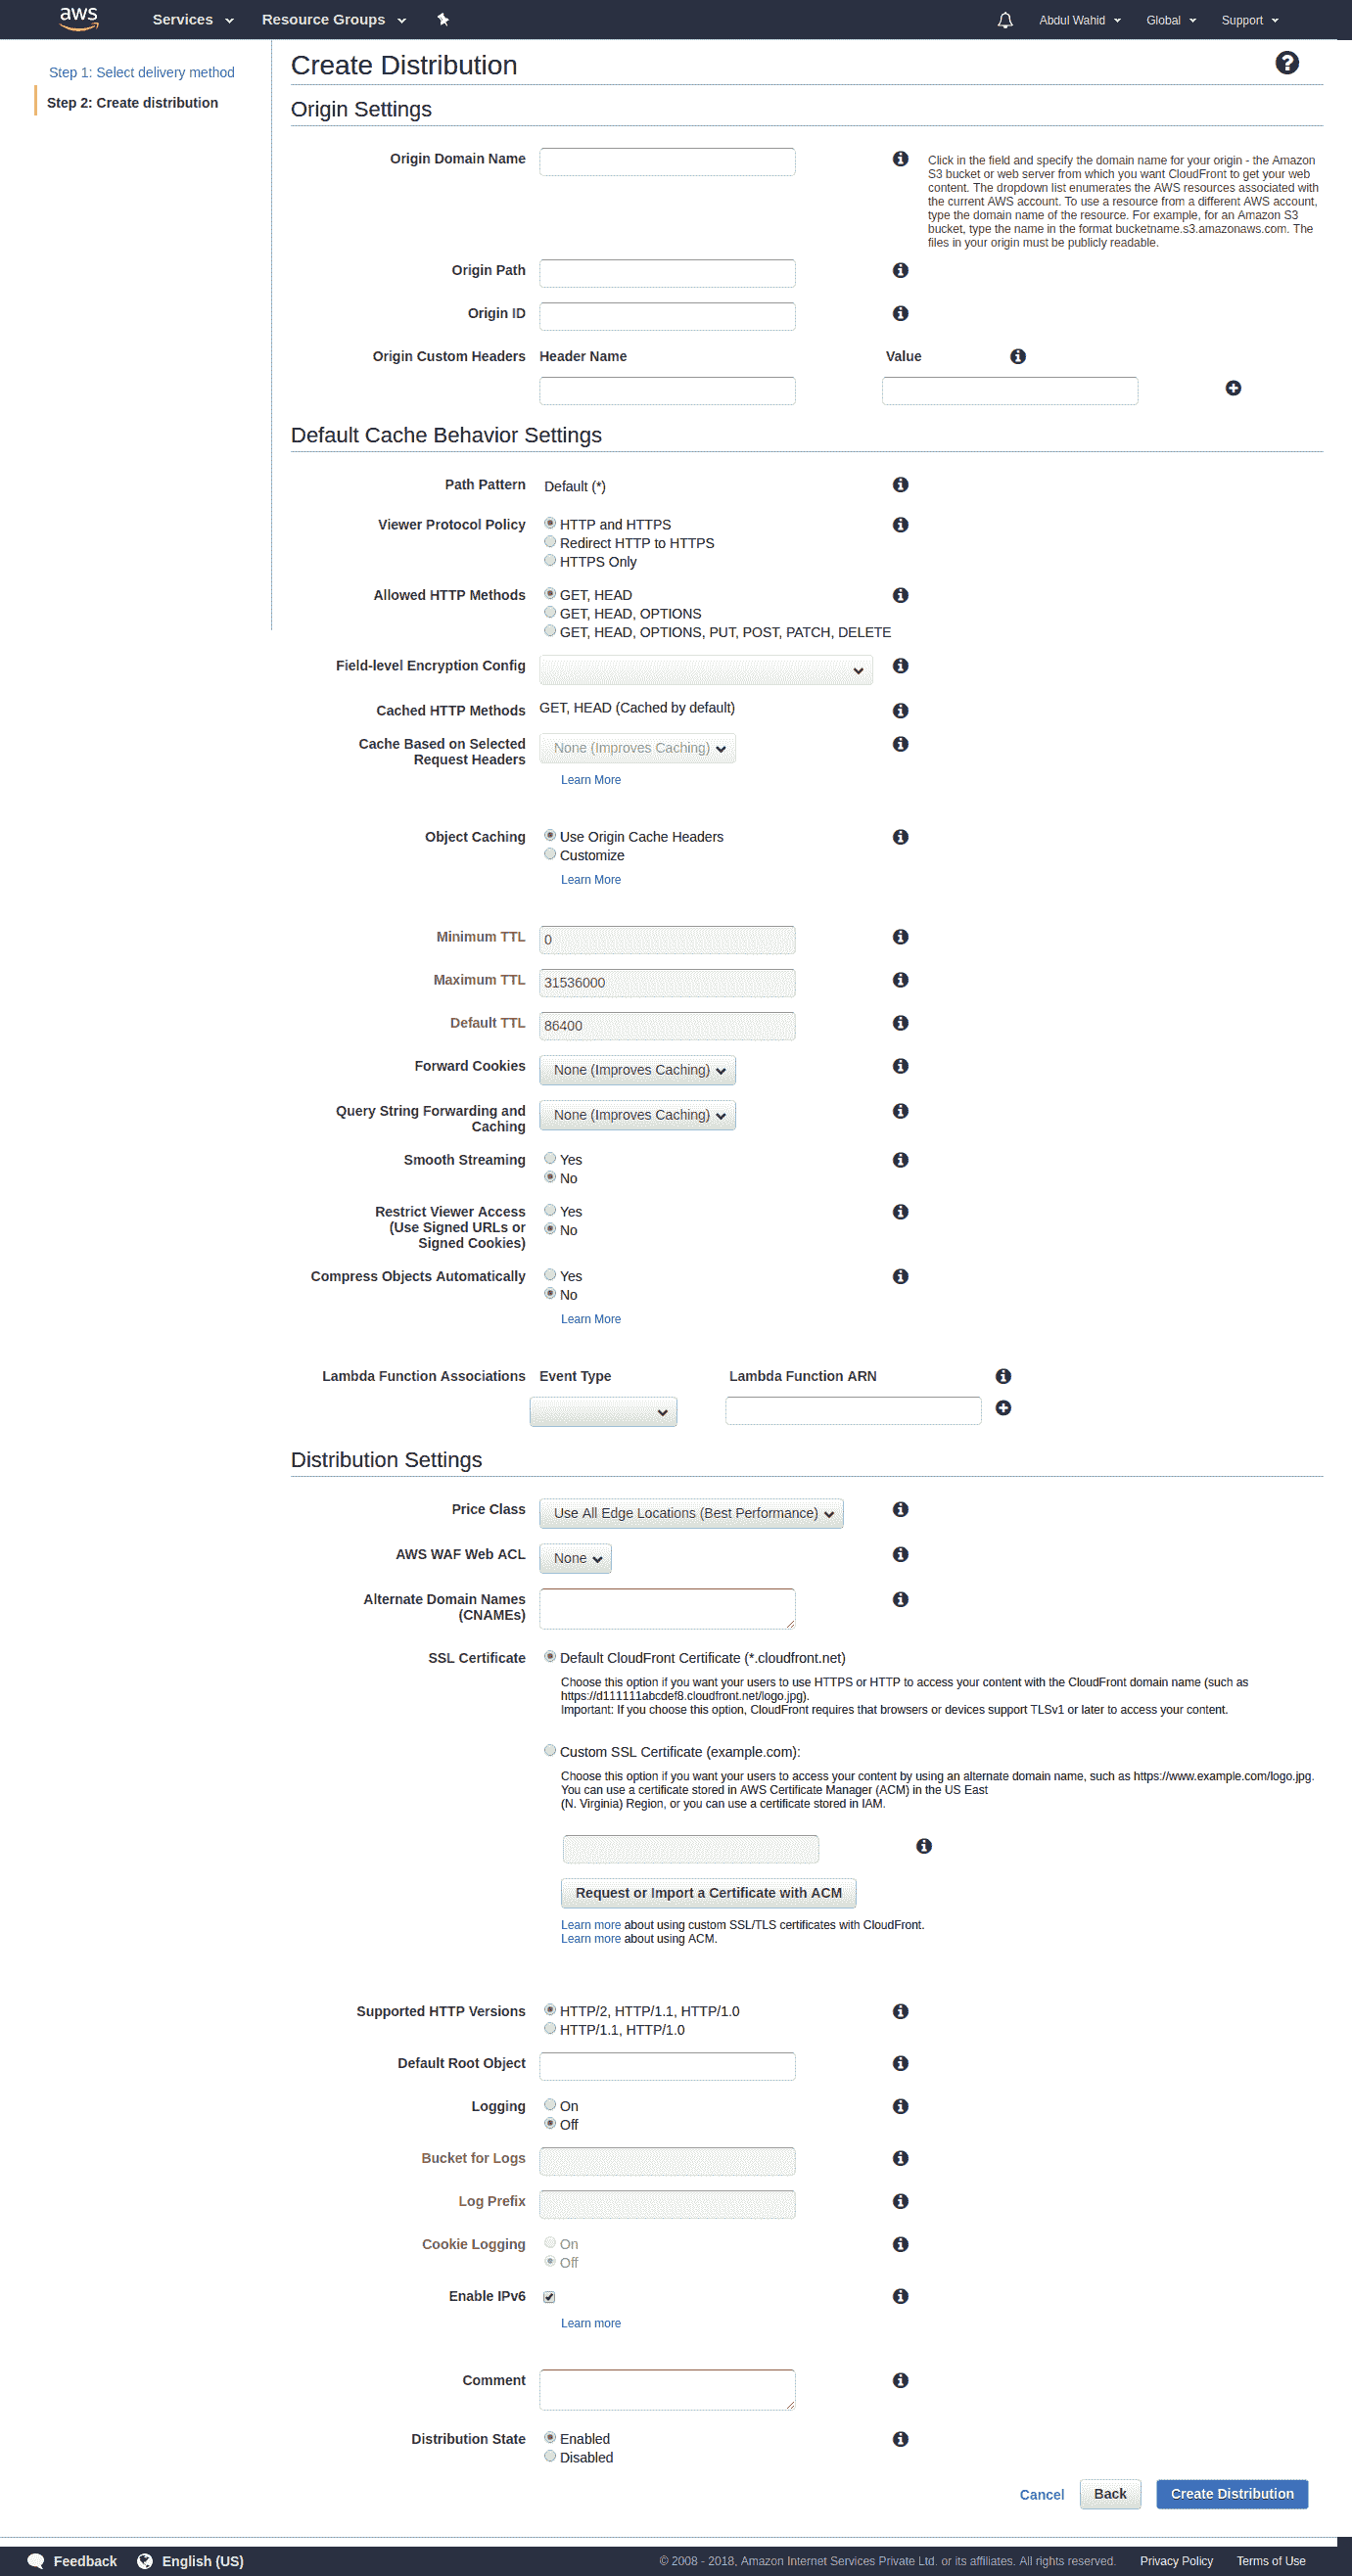 aws Services Resource Groups Abdul Wahid Global Support
Step 1: Select delivery method
Step 2: Create distribution
Create Distribution
Origin Settings
Origin Domain Name
Click in the field and specify the domain name for your origin - the Amazon
S3 bucket or web server from which you want CloudFront to get your web
content. The dropdown list enumerates the AWS resources associated with
the current AWS account. To use a resource from a different AWS account,
type the domain name of the resource. For example, for an Amazon S3
bucket, type the name in the format bucketname.s3.amazonaws.com. The
files in your origin must be publicly readable.
Origin Path
Origin ID
Origin Custom Headers Header Name Value
Default Cache Behavior Settings
Path Pattern Default (*)
Viewer Protocol Policy HTTP and HTTPS
Redirect HTTP to HTTPS
HTTPS Only
Allowed HTTP Methods GET, HEAD
GET, HEAD, OPTIONS
GET, HEAD, OPTIONS, PUT, POST, PATCH, DELETE
Field-level Encryption Config
Cached HTTP Methods GET, HEAD (Cached by default)
Cache Based on Selected None (Improves Caching)
Request Headers
Learn More
Object Caching Use Origin Cache Headers
Customize
Learn More
Minimum TTL 0
Maximum TTL 31536000
Default TTL 86400
Forward Cookies None (Improves Caching)
Query String Forwarding and None (Improves Caching)
Caching
Smooth Streaming Yes
No
Restrict Viewer Access Yes
(Use Signed URLs or No
Signed Cookies)
Compress Objects Automatically Yes
No
Learn More
Lambda Function Associations Event Type Lambda Function ARN
Distribution Settings
Price Class Use All Edge Locations (Best Performance)
AWS WAF Web ACL None
Alternate Domain Names
(CNAMEs)
SSL Certificate Default CloudFront Certificate (*.cloudfront.net)
Choose this option if you want your users to use HTTPS or HTTP to access your content with the CloudFront domain name (such as
https://d111111abcdef8.cloudfront.net/logo.jpg).
Important: If you choose this option, CloudFront requires that browsers or devices support TLSv1 or later to access your content.
Custom SSL Certificate (example.com):
Choose this option if you want your users to access your content by using an alternate domain name, such as https://www.example.com/logo.jpg.
You can use a certificate stored in AWS Certificate Manager (ACM) in the US East
(N. Virginia) Region, or you can use a certificate stored in IAM.
Request or Import a Certificate with ACM
Learn more about using custom SSL/TLS certificates with CloudFront.
Learn more about using ACM.
Supported HTTP Versions HTTP/2, HTTP/1.1, HTTP/1.0
HTTP/1.1, HTTP/1.0
Default Root Object
Logging On
Off
Bucket for Logs
Log Prefix
Cookie Logging On
Off
Enable IPv6
Learn more
Comment
Distribution State Enabled
Disabled
Cancel Back Create Distribution
Feedback English (US) © 2008 - 2018, Amazon Internet Services Private Ltd. or its affiliates. All rights reserved. Privacy Policy Terms of Use